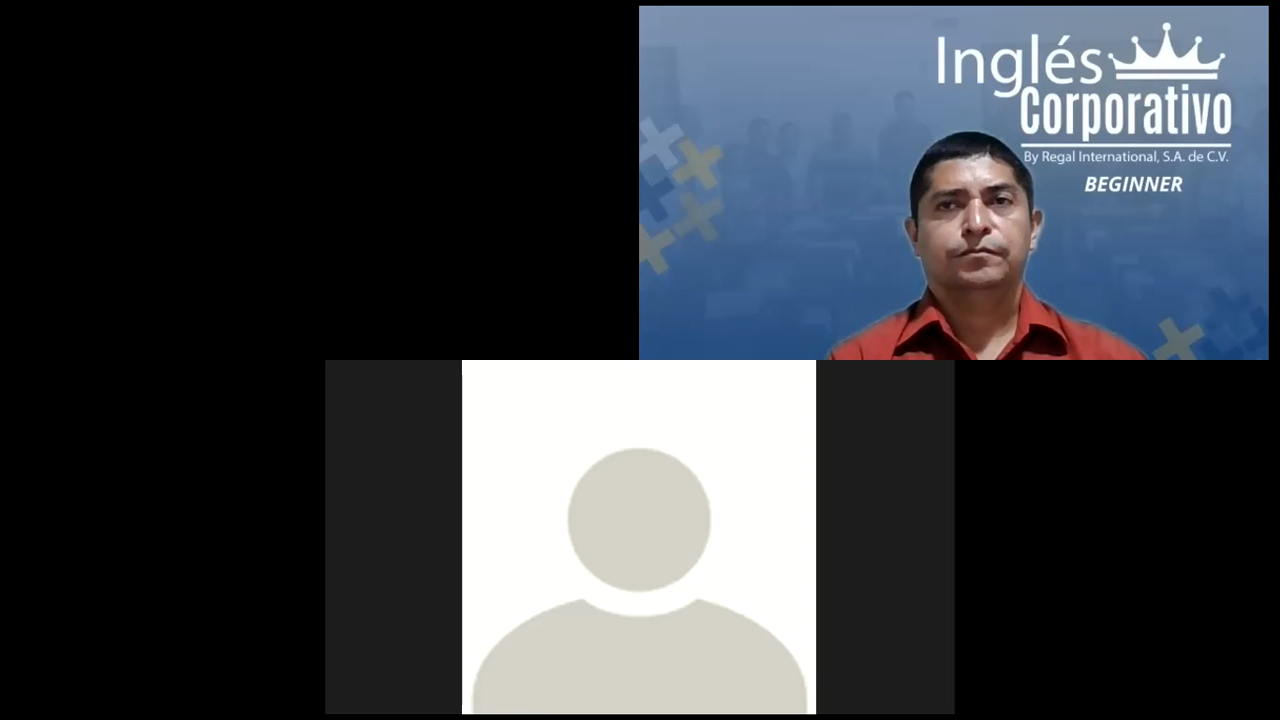 Inglés
Corporativo
By Regal International, S.A. de C.V.
BEGINNER